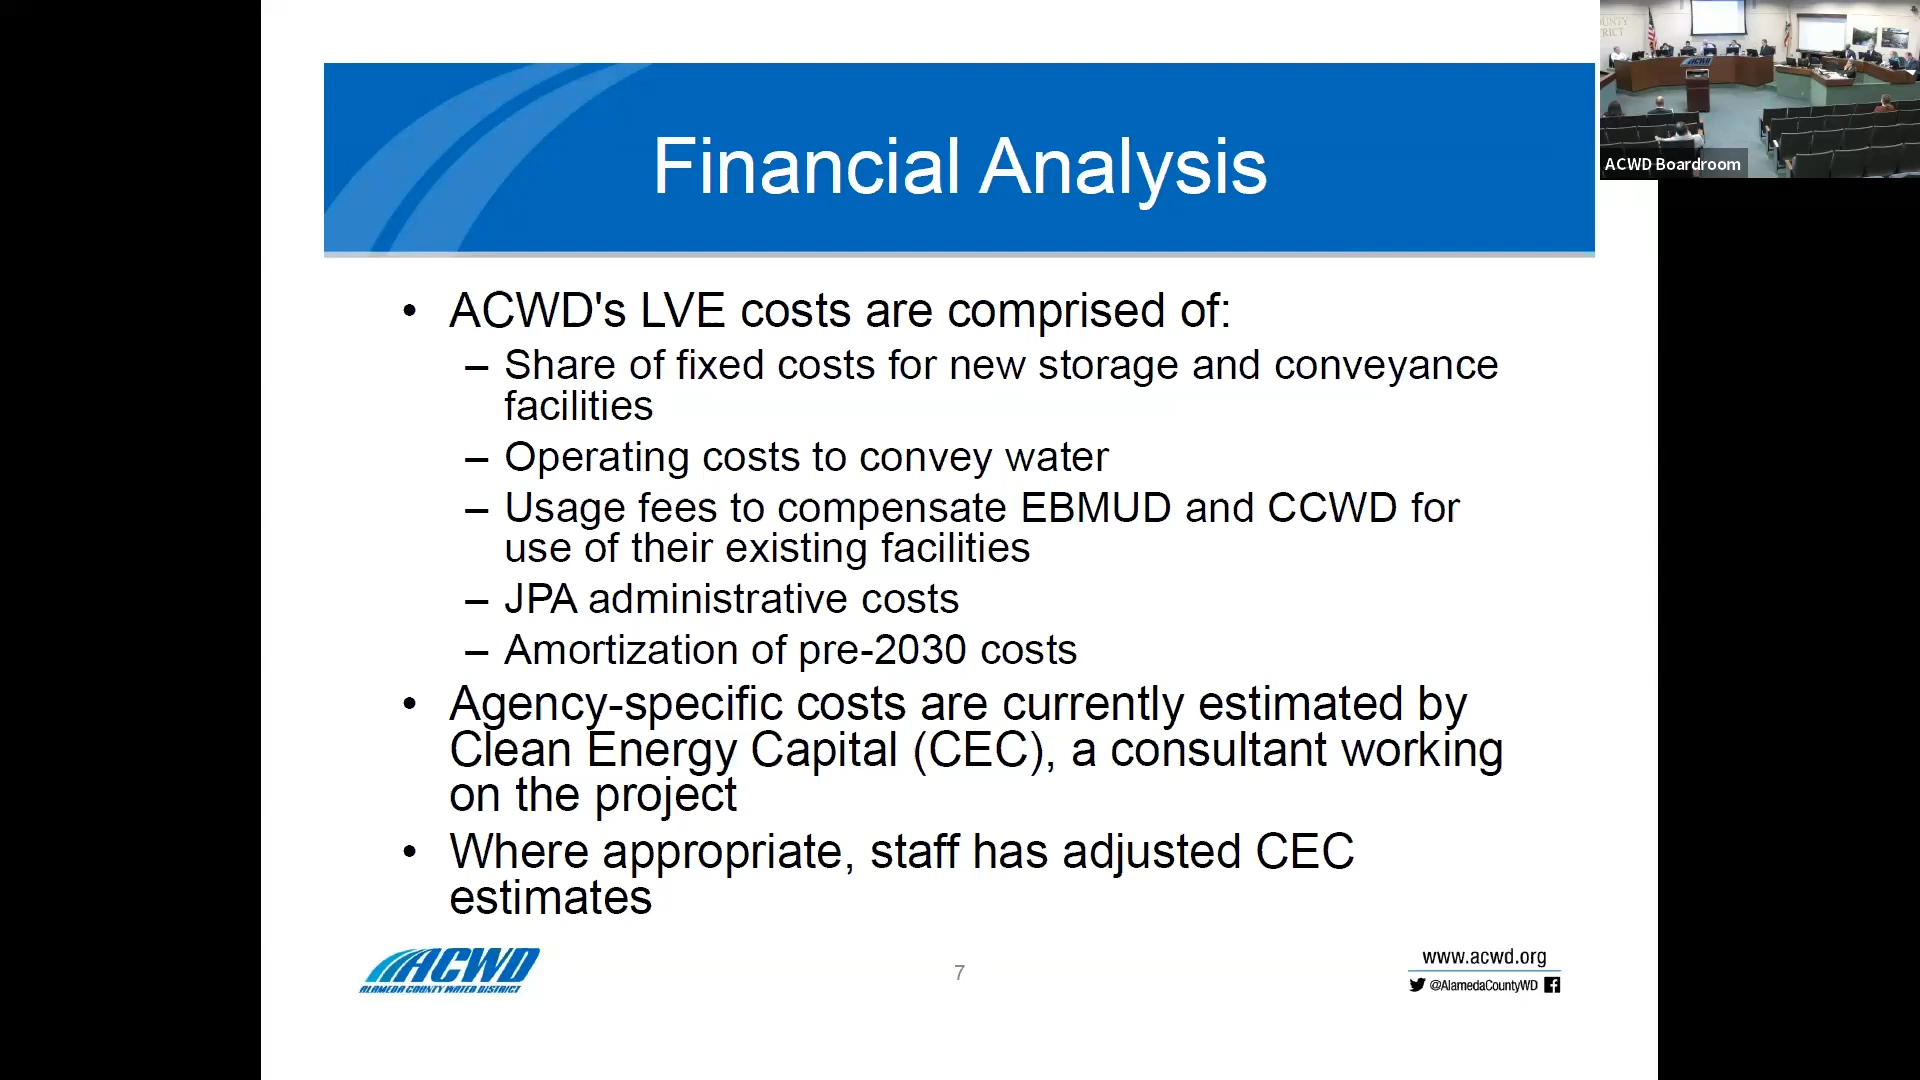 Financial Analysis
• ACWD's LVE costs are comprised of:
– Share of fixed costs for new storage and conveyance
facilities
– Operating costs to convey water
– Usage fees to compensate EBMUD and CCWD for
use of their existing facilities
– JPA administrative costs
– Amortization of pre-2030 costs
• Agency-specific costs are currently estimated by
Clean Energy Capital (CEC), a consultant working
on the project
• Where appropriate, staff has adjusted CEC
estimates
ACWD
ALAMEDA COUNTY WATER DISTRICT
7
www.acwd.org
@AlamedaCountyWD
ACWD Boardroom
ACWD